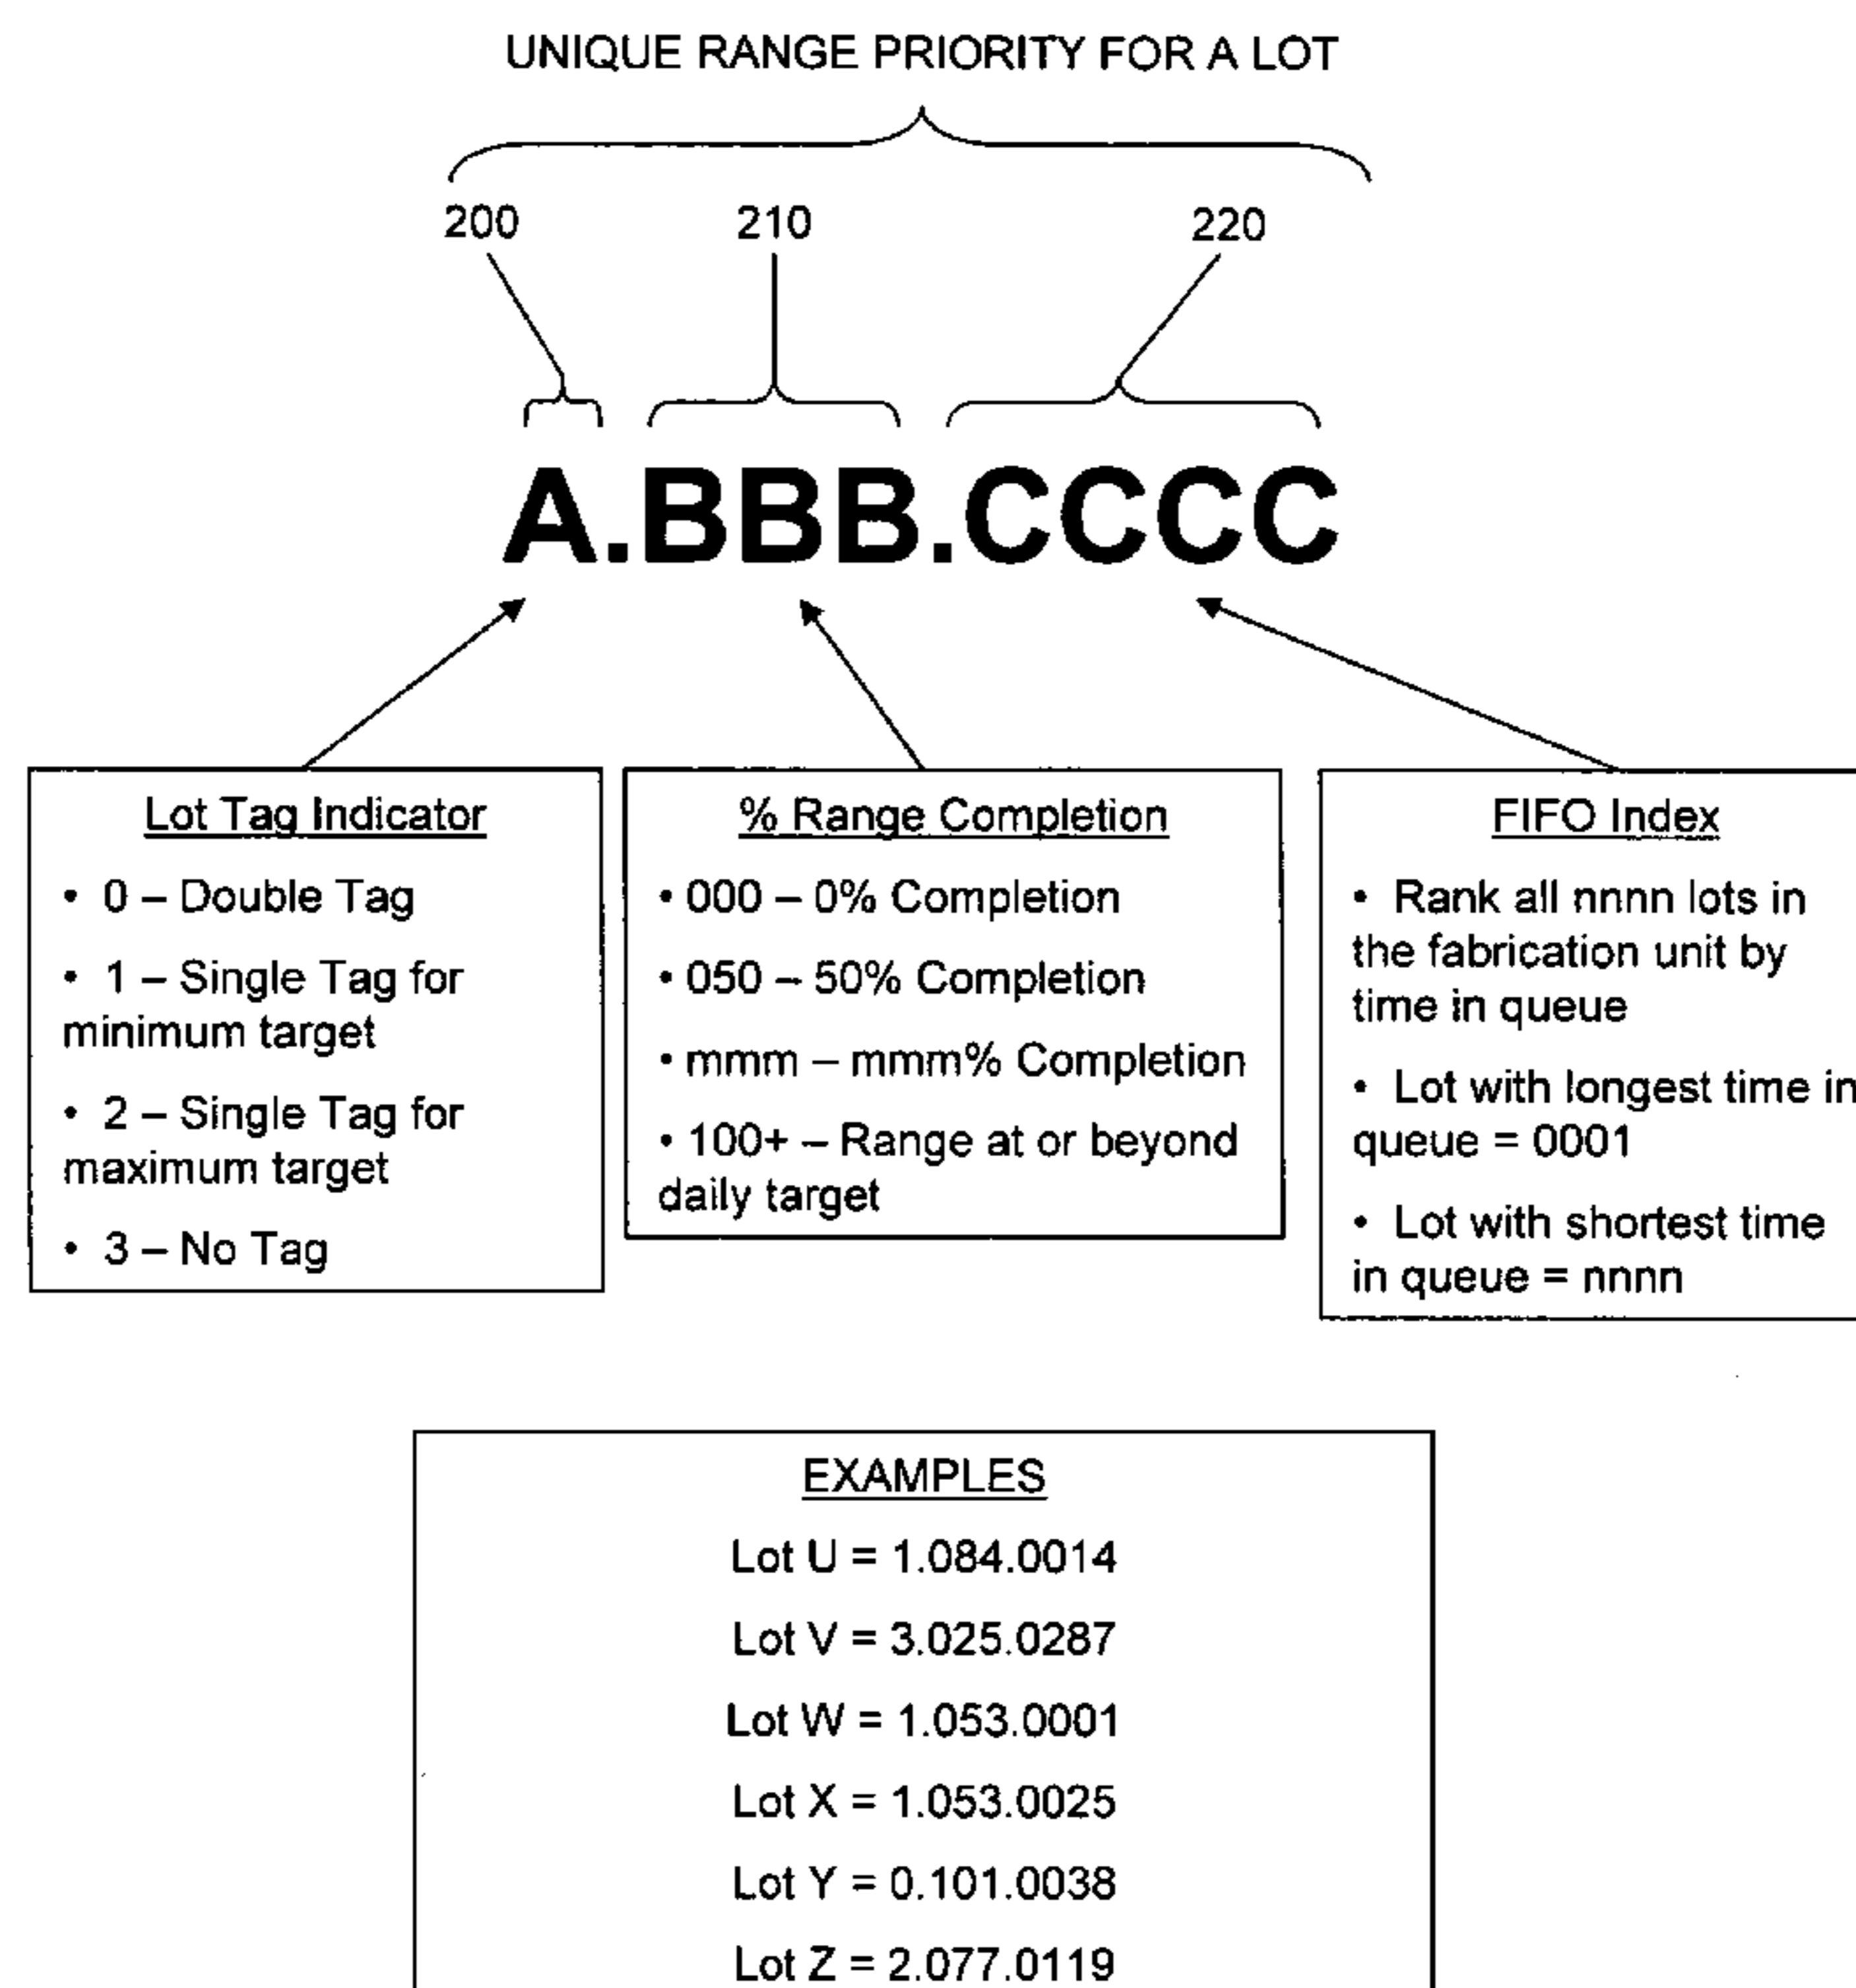 UNIQUE RANGE PRIORITY FOR A LOT
200
210
220
A.BBB.CCCC
Lot Tag Indicator
• 0 – Double Tag
• 1 – Single Tag for
minimum target
• 2 – Single Tag for
maximum target
• 3 – No Tag
% Range Completion
• 000 – 0% Completion
• 050 – 50% Completion
• mmm – mmm% Completion
• 100+ – Range at or beyond
daily target
FIFO Index
• Rank all nnnn lots in
the fabrication unit by
time in queue
• Lot with longest time in
queue = 0001
• Lot with shortest time
in queue = nnnn
EXAMPLES
Lot U = 1.084.0014
Lot V = 3.025.0287
Lot W = 1.053.0001
Lot X = 1.053.0025
Lot Y = 0.101.0038
Lot Z = 2.077.0119